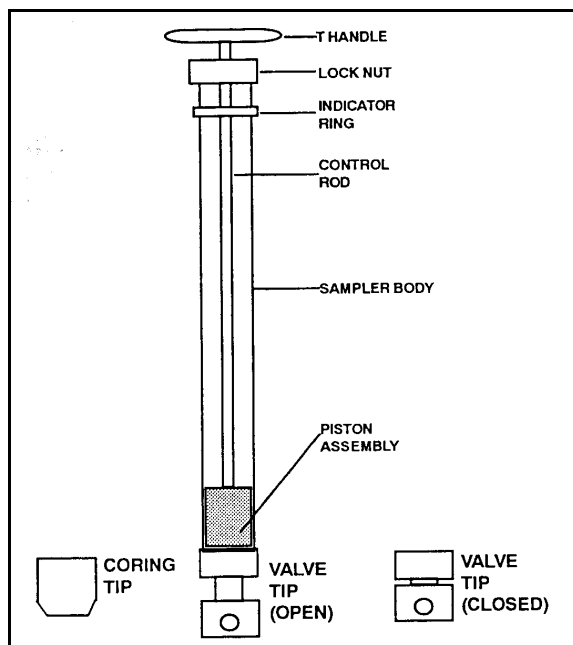 T HANDLE
LOCK NUT
INDICATOR
RING
CONTROL
ROD
SAMPLER BODY
PISTON
ASSEMBLY
CORING
TIP
VALVE
TIP
(OPEN)
VALVE
TIP
(CLOSED)